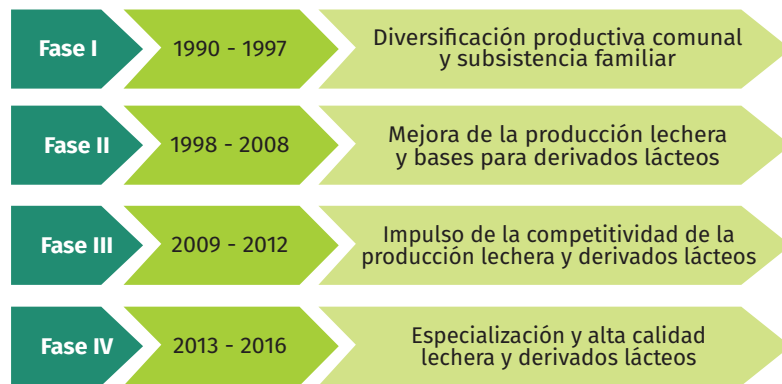 Fase I
1990 - 1997
Diversificación productiva comunal
y subsistencia familiar
Fase II
1998 - 2008
Mejora de la producción lechera
y bases para derivados lácteos
Fase III
2009 - 2012
Impulso de la competitividad de la
producción lechera y derivados lácteos
Fase IV
2013 - 2016
Especialización y alta calidad
lechera y derivados lácteos